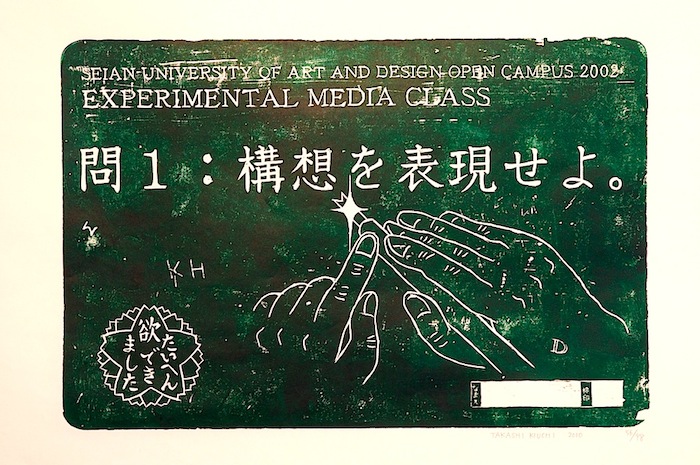 SEIAN UNIVERSITY OF ART AND DESIGN OPEN CAMPUS 2002
EXPERIMENTAL MEDIA CLASS
問1：構想を表現せよ。
KH
たいへん
欲でき
ました
D